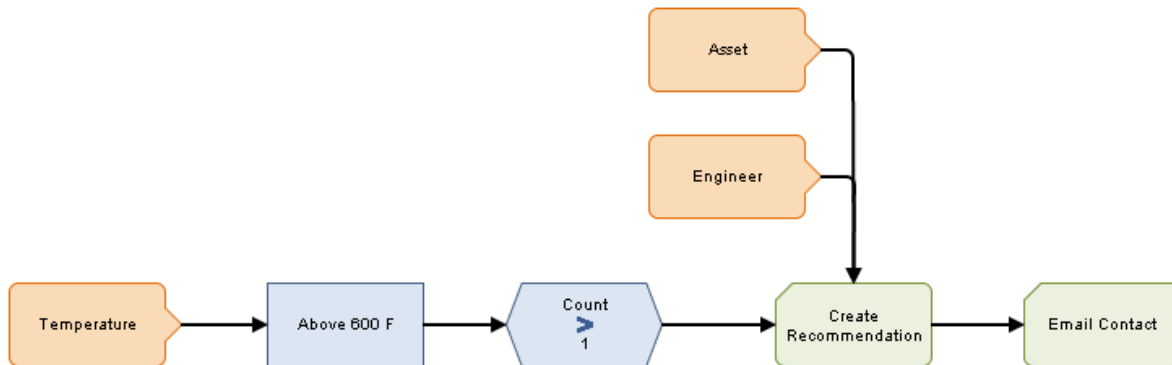 Asset
Engineer
Temperature
Above 600 F
Count
>
1
Create
Recommendation
Email Contact